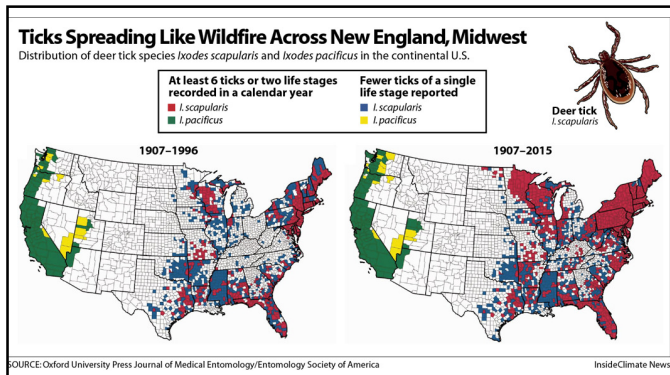 Ticks Spreading Like Wildfire Across New England, Midwest
Distribution of deer tick species Ixodes scapularis and Ixodes pacificus in the continental U.S.
At least 6 ticks or two life stages
recorded in a calendar year
I. scapularis
I. pacificus
Fewer ticks of a single
life stage reported
I. scapularis
I. pacificus
Deer tick
I. scapularis
1907–1996
1907–2015
SOURCE: Oxford University Press Journal of Medical Entomology/Entomology Society of America
InsideClimate News